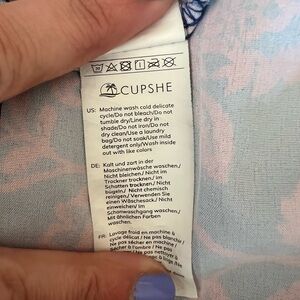 CUPSHE
US: Machine wash cold delicate
cycle/Do not bleach/Do not
tumble dry/Line dry in
shade/Do not iron/Do not
dry clean/Use a laundry
bag/Do not soak/Use mild
detergent only/Wash inside
out with like colors
DE: Kalt und zart in der
Maschinenwäsche waschen./
Nicht bleichen./ Nicht im
Trockner trocknen./ Im
Schatten trocknen./ Nicht
bügeln./ Nicht chemisch
reinigen./ Verwenden Sie
einen Wäschesack./ Nicht
einweichen/ Im
Schonwaschgang waschen./
Mit ähnlichen Farben
waschen.
FR: Lavage froid en machine à
cycle délicat./ Ne pas blanchir /
Ne pas sécher en machine /
Sécher à l'ombre / Ne